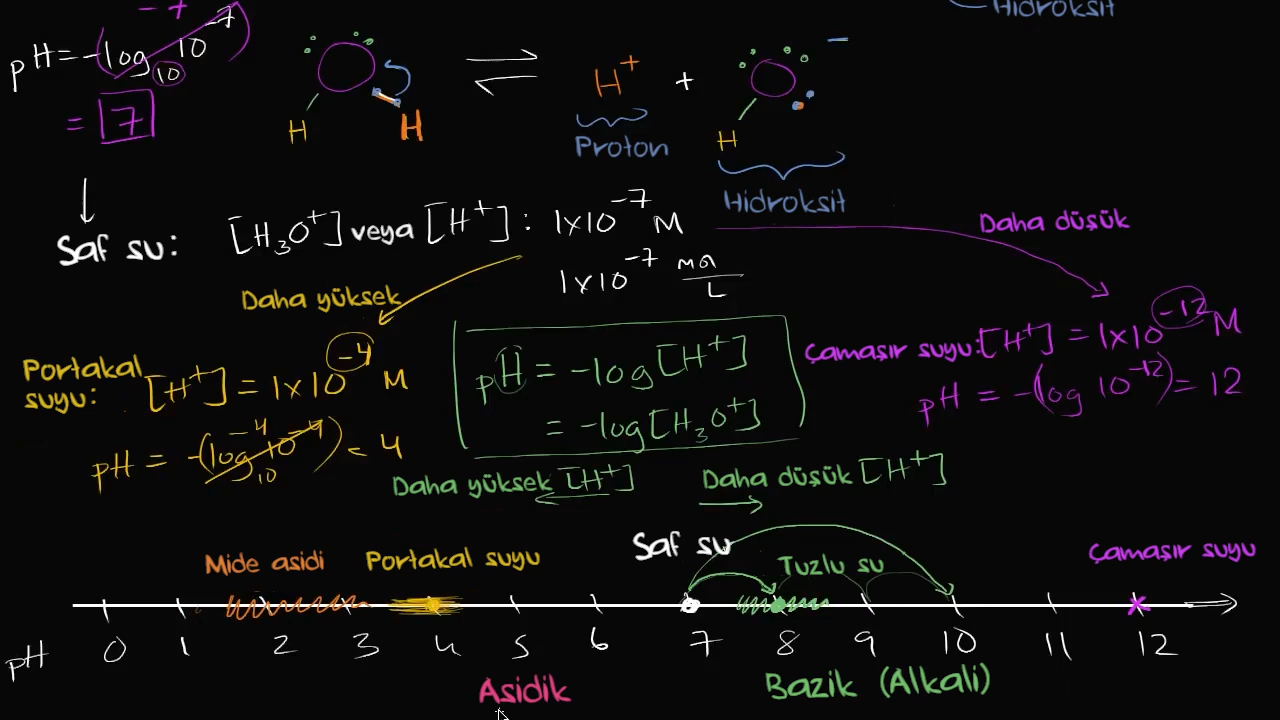 Hidroksit
-7
pH = -(log₁₀ 10⁻⁷)
= 7
H
H
H⁺
+
H
−
Proton
Hidroksit
Saf su: [H₃O⁺] veya [H⁺] : 1x10⁻⁷ M
1x10⁻⁷ mol/L
Daha düşük
Daha yüksek
Portakal suyu: [H⁺] = 1x10⁻⁴ M
pH = -(log₁₀ 10⁻⁴) = 4
-4
pH = -log [H⁺]
= -log [H₃O⁺]
Çamaşır suyu: [H⁺] = 1x10⁻¹² M
pH = -(log 10⁻¹²) = 12
Daha yüksek [H⁺]
Daha düşük [H⁺]
Mide asidi
Portakal suyu
Saf su
Tuzlu su
Çamaşır suyu
pH 0 1 2 3 4 5 6 7 8 9 10 11 12
Asidik
Bazik (Alkali)